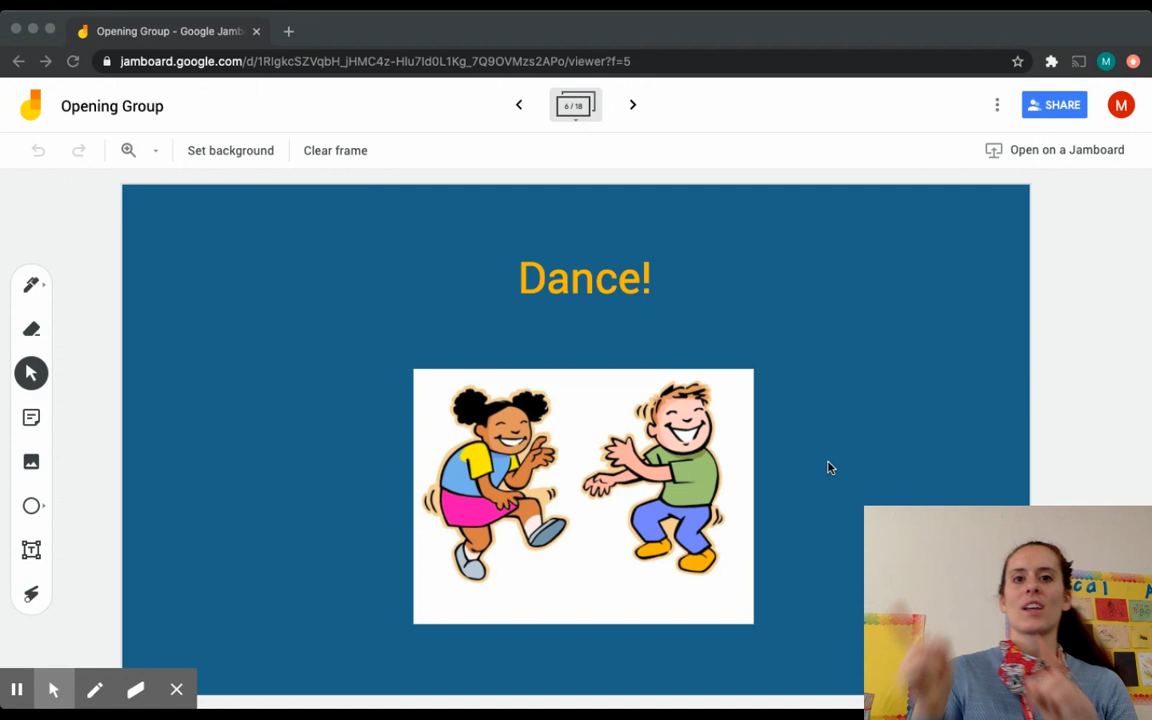 Opening Group - Google Jamb
jamboard.google.com/d/1RlgkcSZVqbH_jHMC4z-Hlu7Id0L1Kg_7Q9OVMzs2APo/viewer?f=5
M
Opening Group
6 / 18
SHARE
M
Set background
Clear frame
Open on a Jamboard
Dance!
cal